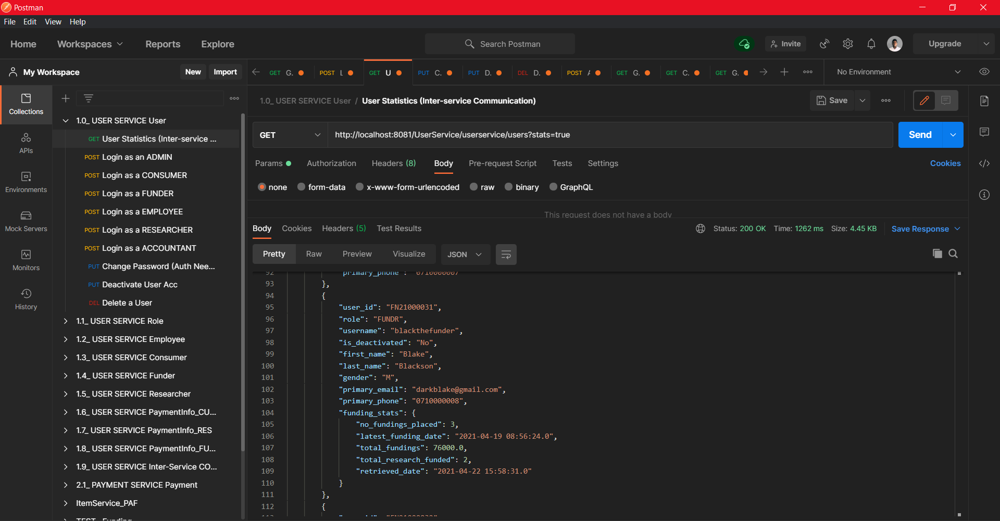 Postman
File Edit View Help
Home Workspaces Reports Explore Search Postman Invite Upgrade
My Workspace New Import
GET G. POST L GET U PUT C. PUT D. DEL D. POST GET G. GET C. GET G. No Environment
Collections
APIs
Environments
Mock Servers
Monitors
History
1.0_ USER SERVICE User
GET User Statistics (Inter-service ...
POST Login as an ADMIN
POST Login as a CONSUMER
POST Login as a FUNDER
POST Login as a EMPLOYEE
POST Login as a RESEARCHER
POST Login as a ACCOUNTANT
PUT Change Password (Auth Nee...
PUT Deactivate User Acc
DEL Delete a User
1.1_ USER SERVICE Role
1.2_ USER SERVICE Employee
1.3_ USER SERVICE Consumer
1.4_ USER SERVICE Funder
1.5_ USER SERVICE Researcher
1.6_ USER SERVICE PaymentInfo_CU...
1.7_ USER SERVICE PaymentInfo_RES
1.8_ USER SERVICE PaymentInfo_FU...
1.9_ USER SERVICE Inter-Service CO...
2.1_ PAYMENT SERVICE Payment
ItemService_PAF
1.0_ USER SERVICE User / User Statistics (Inter-service Communication) Save
GET http://localhost:8081/UserService/userservice/users?stats=true Send
Params Authorization Headers (8) Body Pre-request Script Tests Settings Cookies
none form-data x-www-form-urlencoded raw binary GraphQL
This request does not have a body
Body Cookies Headers (5) Test Results Status: 200 OK Time: 1262 ms Size: 4.45 KB Save Response
Pretty Raw Preview Visualize JSON
92 "primary_phone": "0710000007"
93 },
94 {
95 "user_id": "FN21000031",
96 "role": "FUNDR",
97 "username": "blackthefunder",
98 "is_deactivated": "No",
99 "first_name": "Blake",
100 "last_name": "Blackson",
101 "gender": "M",
102 "primary_email": "darkblake@gmail.com",
103 "primary_phone": "0710000008",
104 "funding_stats": {
105 "no_fundings_placed": 3,
106 "latest_funding_date": "2021-04-19 08:56:24.0",
107 "total_fundings": 76000.0,
108 "total_research_funded": 2,
109 "retrieved_date": "2021-04-22 15:58:31.0"
110 }
111 },
112 {